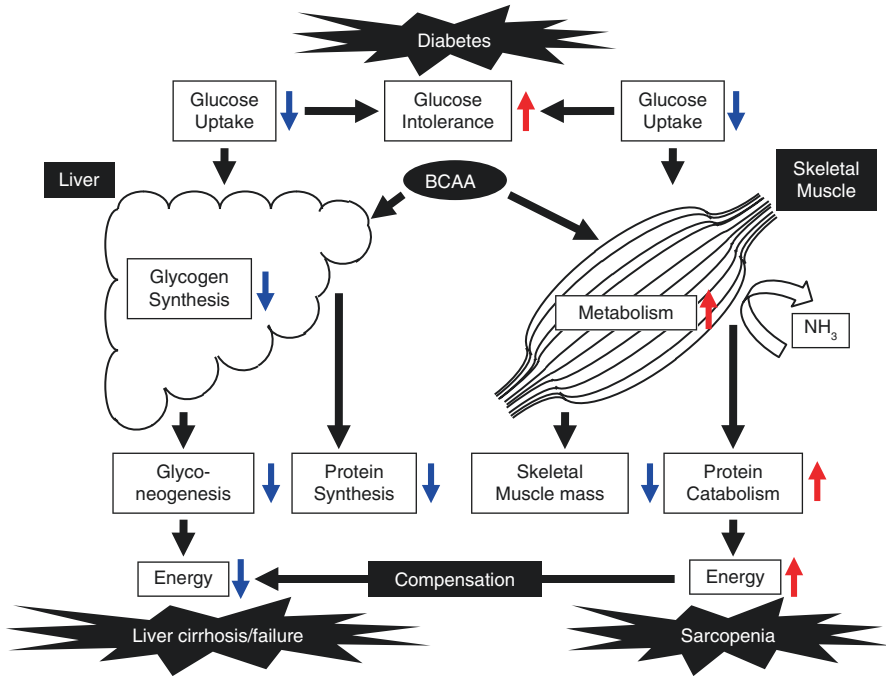 Diabetes
Glucose
Uptake
Glucose
Intolerance
Glucose
Uptake
Liver
BCAA
Skeletal
Muscle
Glycogen
Synthesis
Metabolism
NH3
Glyco-
neogenesis
Protein
Synthesis
Skeletal
Muscle mass
Protein
Catabolism
Energy
Compensation
Energy
Liver cirrhosis/failure
Sarcopenia